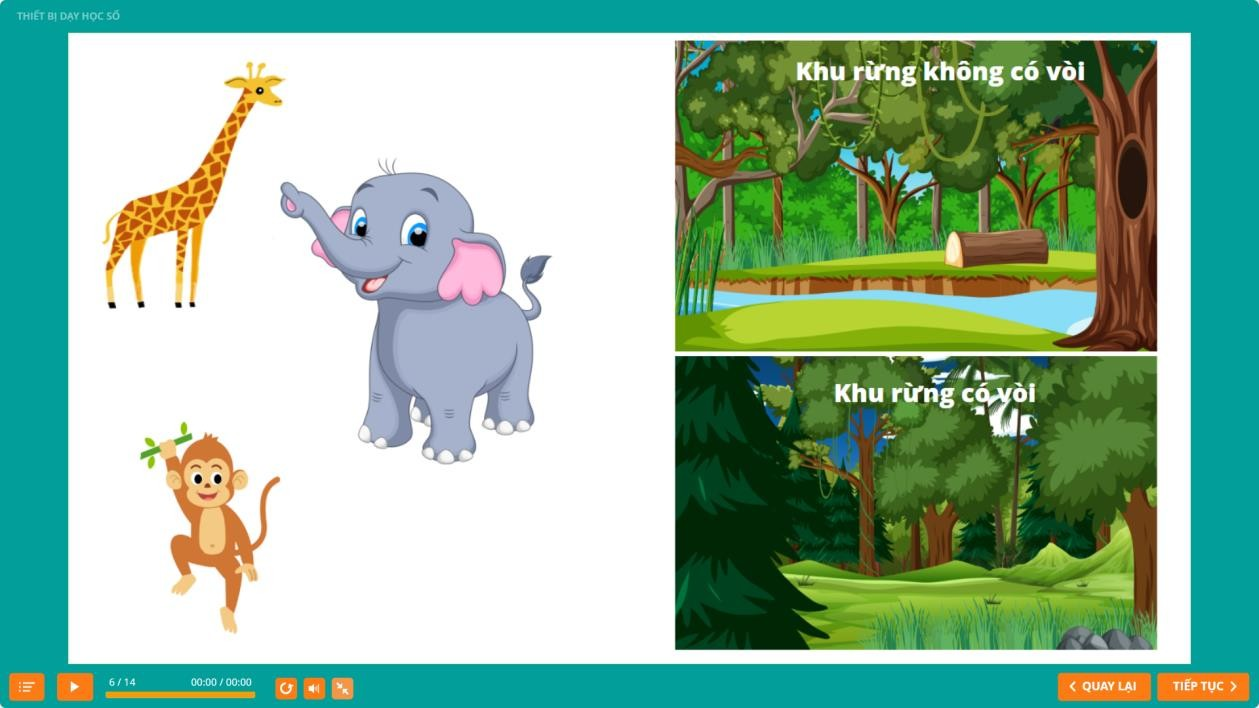 THIẾT BỊ DẠY HỌC SỐ
Khu rừng không có vòi
Khu rừng có vòi
6 / 14
00:00 / 00:00
QUAY LẠI
TIẾP TỤC